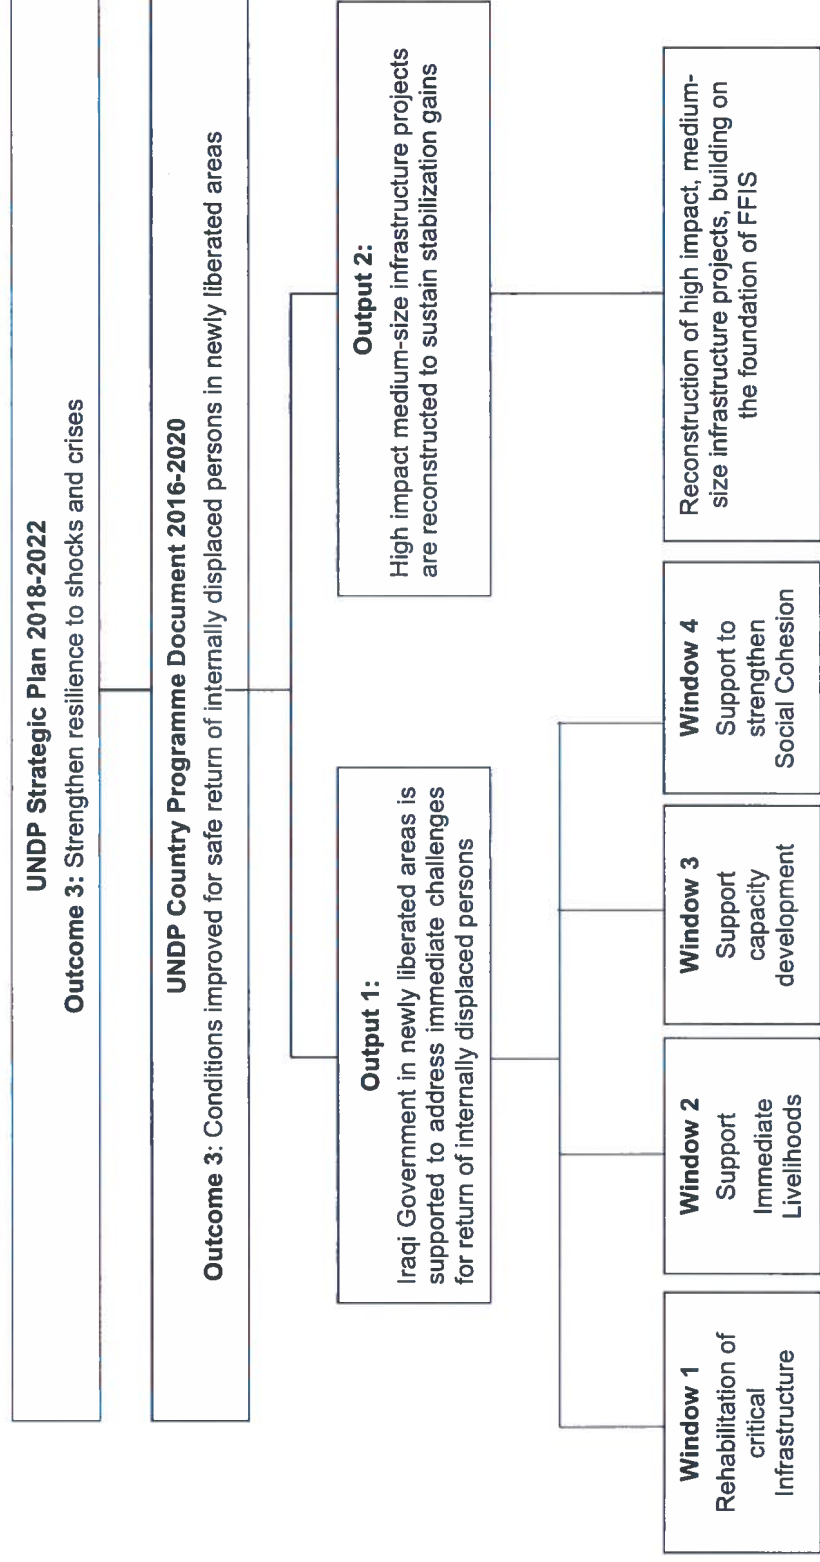 UNDP Strategic Plan 2018-2022
Outcome 3: Strengthen resilience to shocks and crises
UNDP Country Programme Document 2016-2020
Outcome 3: Conditions improved for safe return of internally displaced persons in newly liberated areas
Output 1:
Iraqi Government in newly liberated areas is
supported to address immediate challenges
for return of internally displaced persons
Output 2:
High impact medium-size infrastructure projects
are reconstructed to sustain stabilization gains
Window 1
Rehabilitation of
critical
Infrastructure
Window 2
Support
Immediate
Livelihoods
Window 3
Support
capacity
development
Window 4
Support to
strengthen
Social Cohesion
Reconstruction of high impact, medium-
size infrastructure projects, building on
the foundation of FFIS